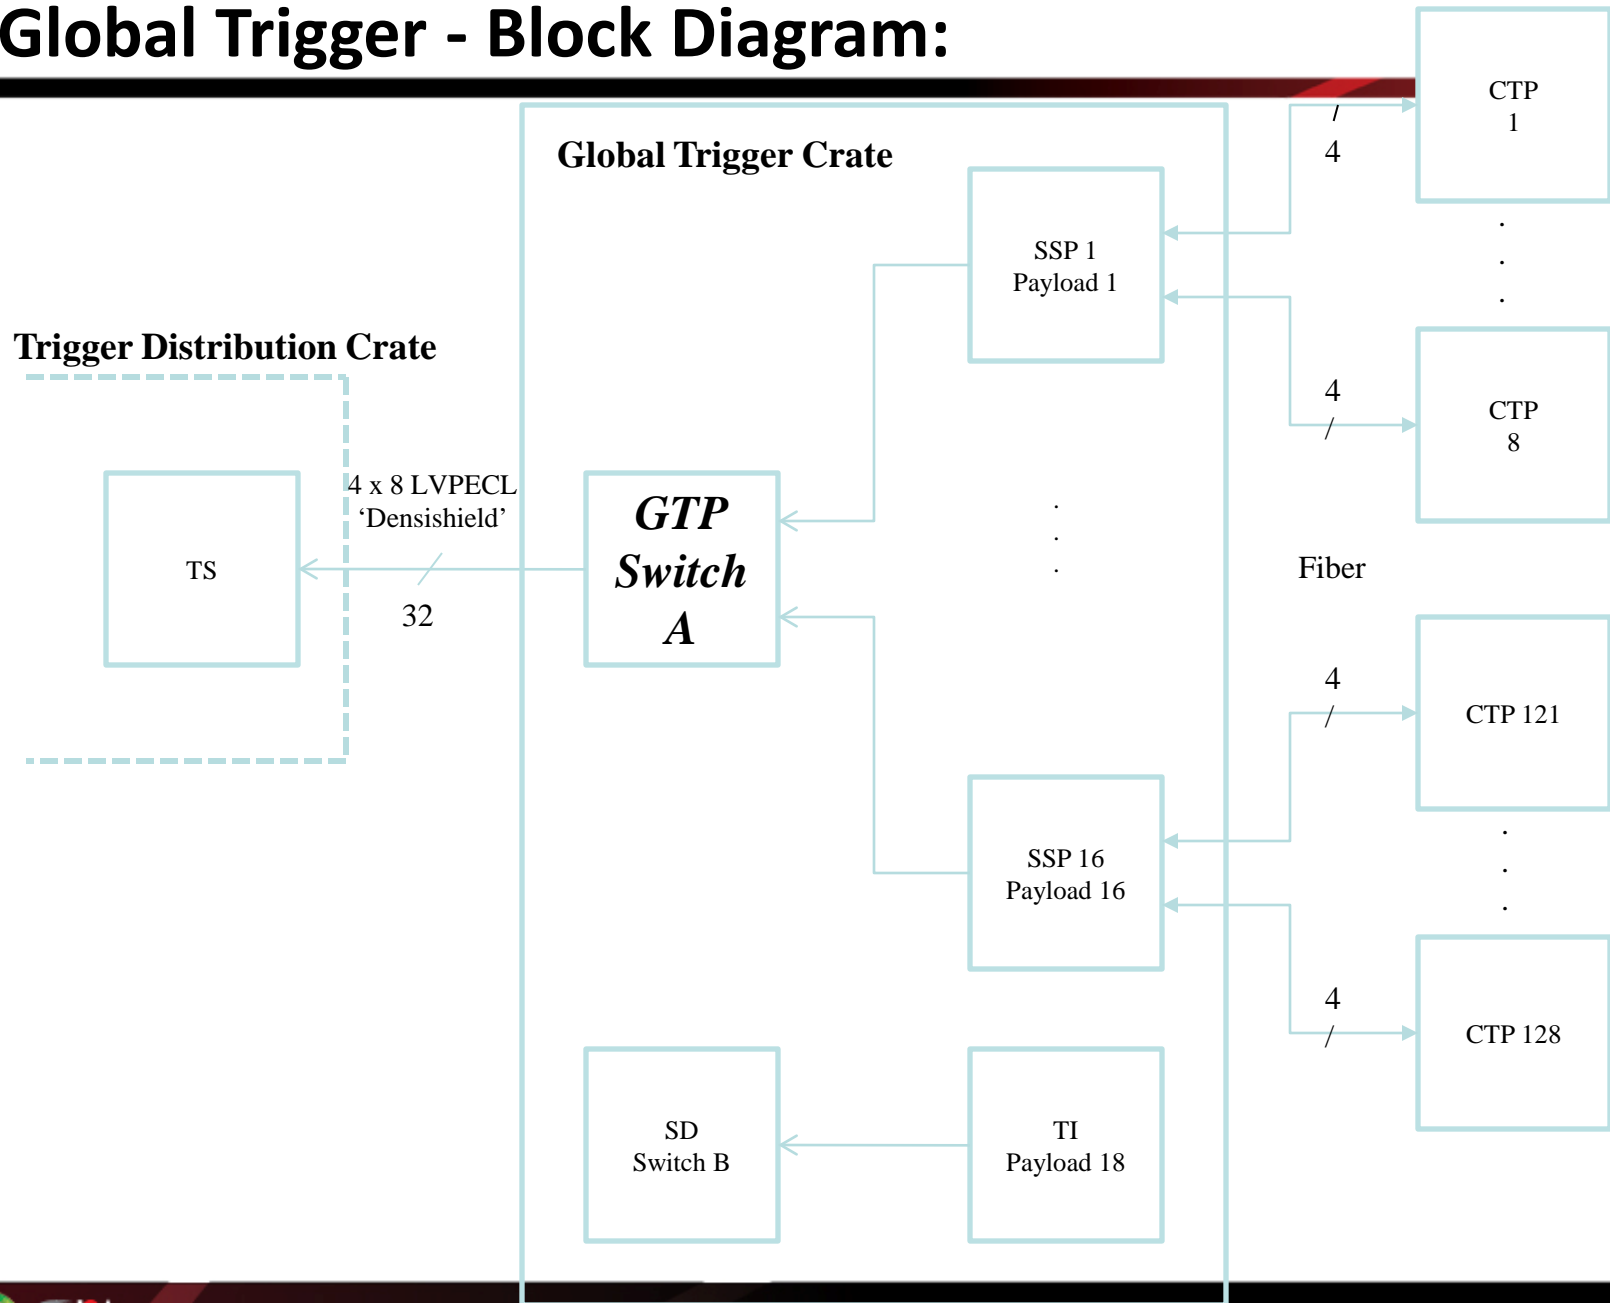 Global Trigger - Block Diagram:
CTP
1
4
Global Trigger Crate
SSP 1
Payload 1
.
.
.
Trigger Distribution Crate
4
CTP
8
4 x 8 LVPECL
‘Densishield’
GTP
Switch
A
.
.
.
TS
Fiber
32
4
CTP 121
SSP 16
Payload 16
.
.
.
4
CTP 128
SD
Switch B
TI
Payload 18